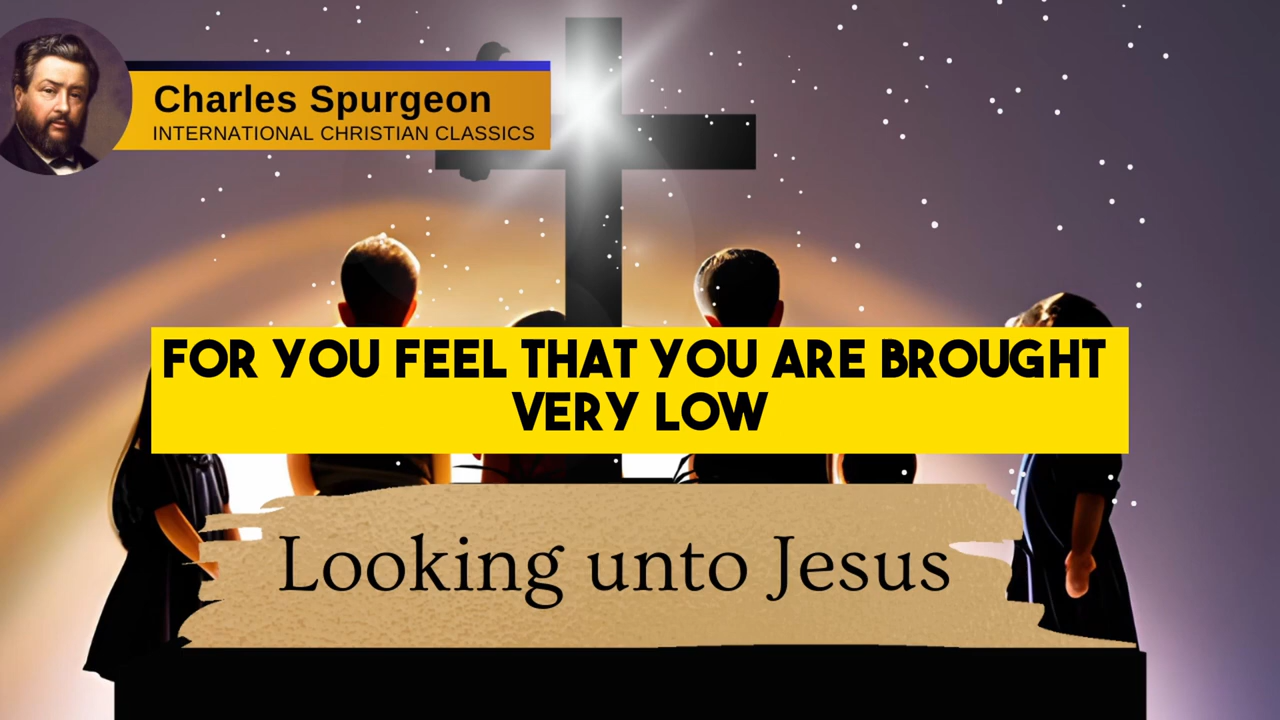 Charles Spurgeon
INTERNATIONAL CHRISTIAN CLASSICS
FOR YOU FEEL THAT YOU ARE BROUGHT
VERY LOW
Looking unto Jesus